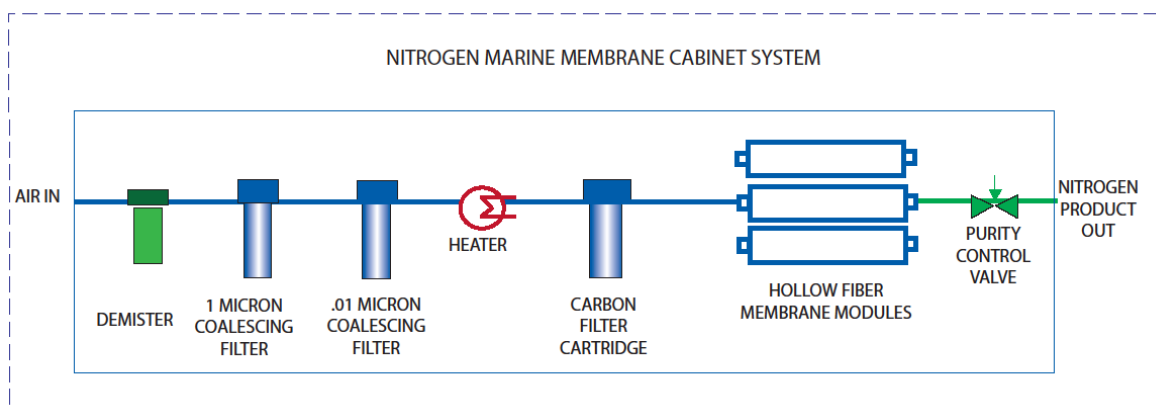 NITROGEN MARINE MEMBRANE CABINET SYSTEM
AIR IN
DEMISTER
1 MICRON
COALESCING
FILTER
.01 MICRON
COALESCING
FILTER
HEATER
CARBON
FILTER
CARTRIDGE
HOLLOW FIBER
MEMBRANE MODULES
PURITY
CONTROL
VALVE
NITROGEN
PRODUCT
OUT